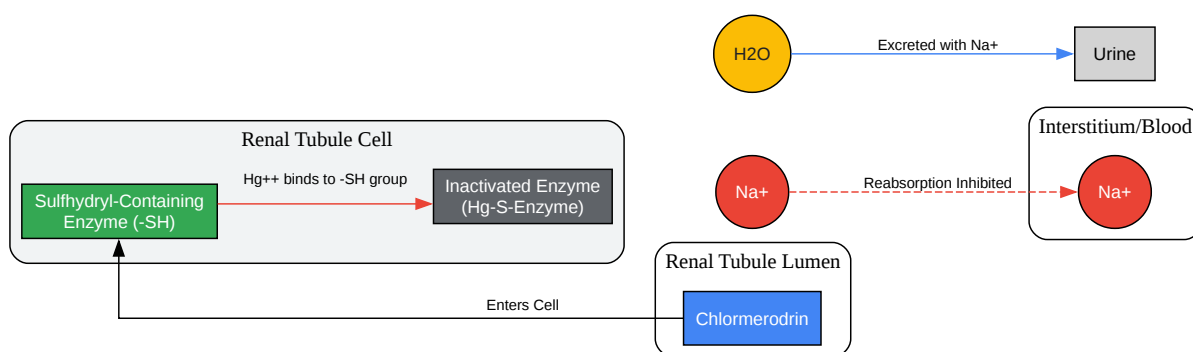 H2O
Excreted with Na+
Urine
Renal Tubule Cell
Interstitium/Blood
Sulfhydryl-Containing
Enzyme (-SH)
Hg++ binds to -SH group
Inactivated Enzyme
(Hg-S-Enzyme)
Na+
Reabsorption Inhibited
Na+
Renal Tubule Lumen
Enters Cell
Chlormerodrin